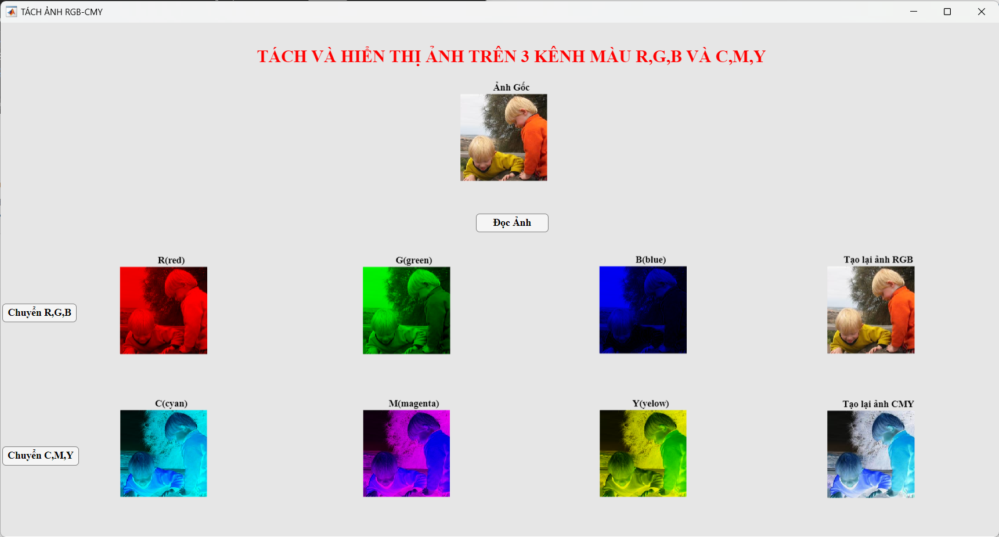 TÁCH ẢNH RGB-CMY
TÁCH VÀ HIỂN THỊ ẢNH TRÊN 3 KÊNH MÀU R,G,B VÀ C,M,Y
Ảnh Gốc
Đọc Ảnh
R(red)
G(green)
B(blue)
Tạo lại ảnh RGB
Chuyển R,G,B
C(cyan)
M(magenta)
Y(yelow)
Tạo lại ảnh CMY
Chuyển C,M,Y